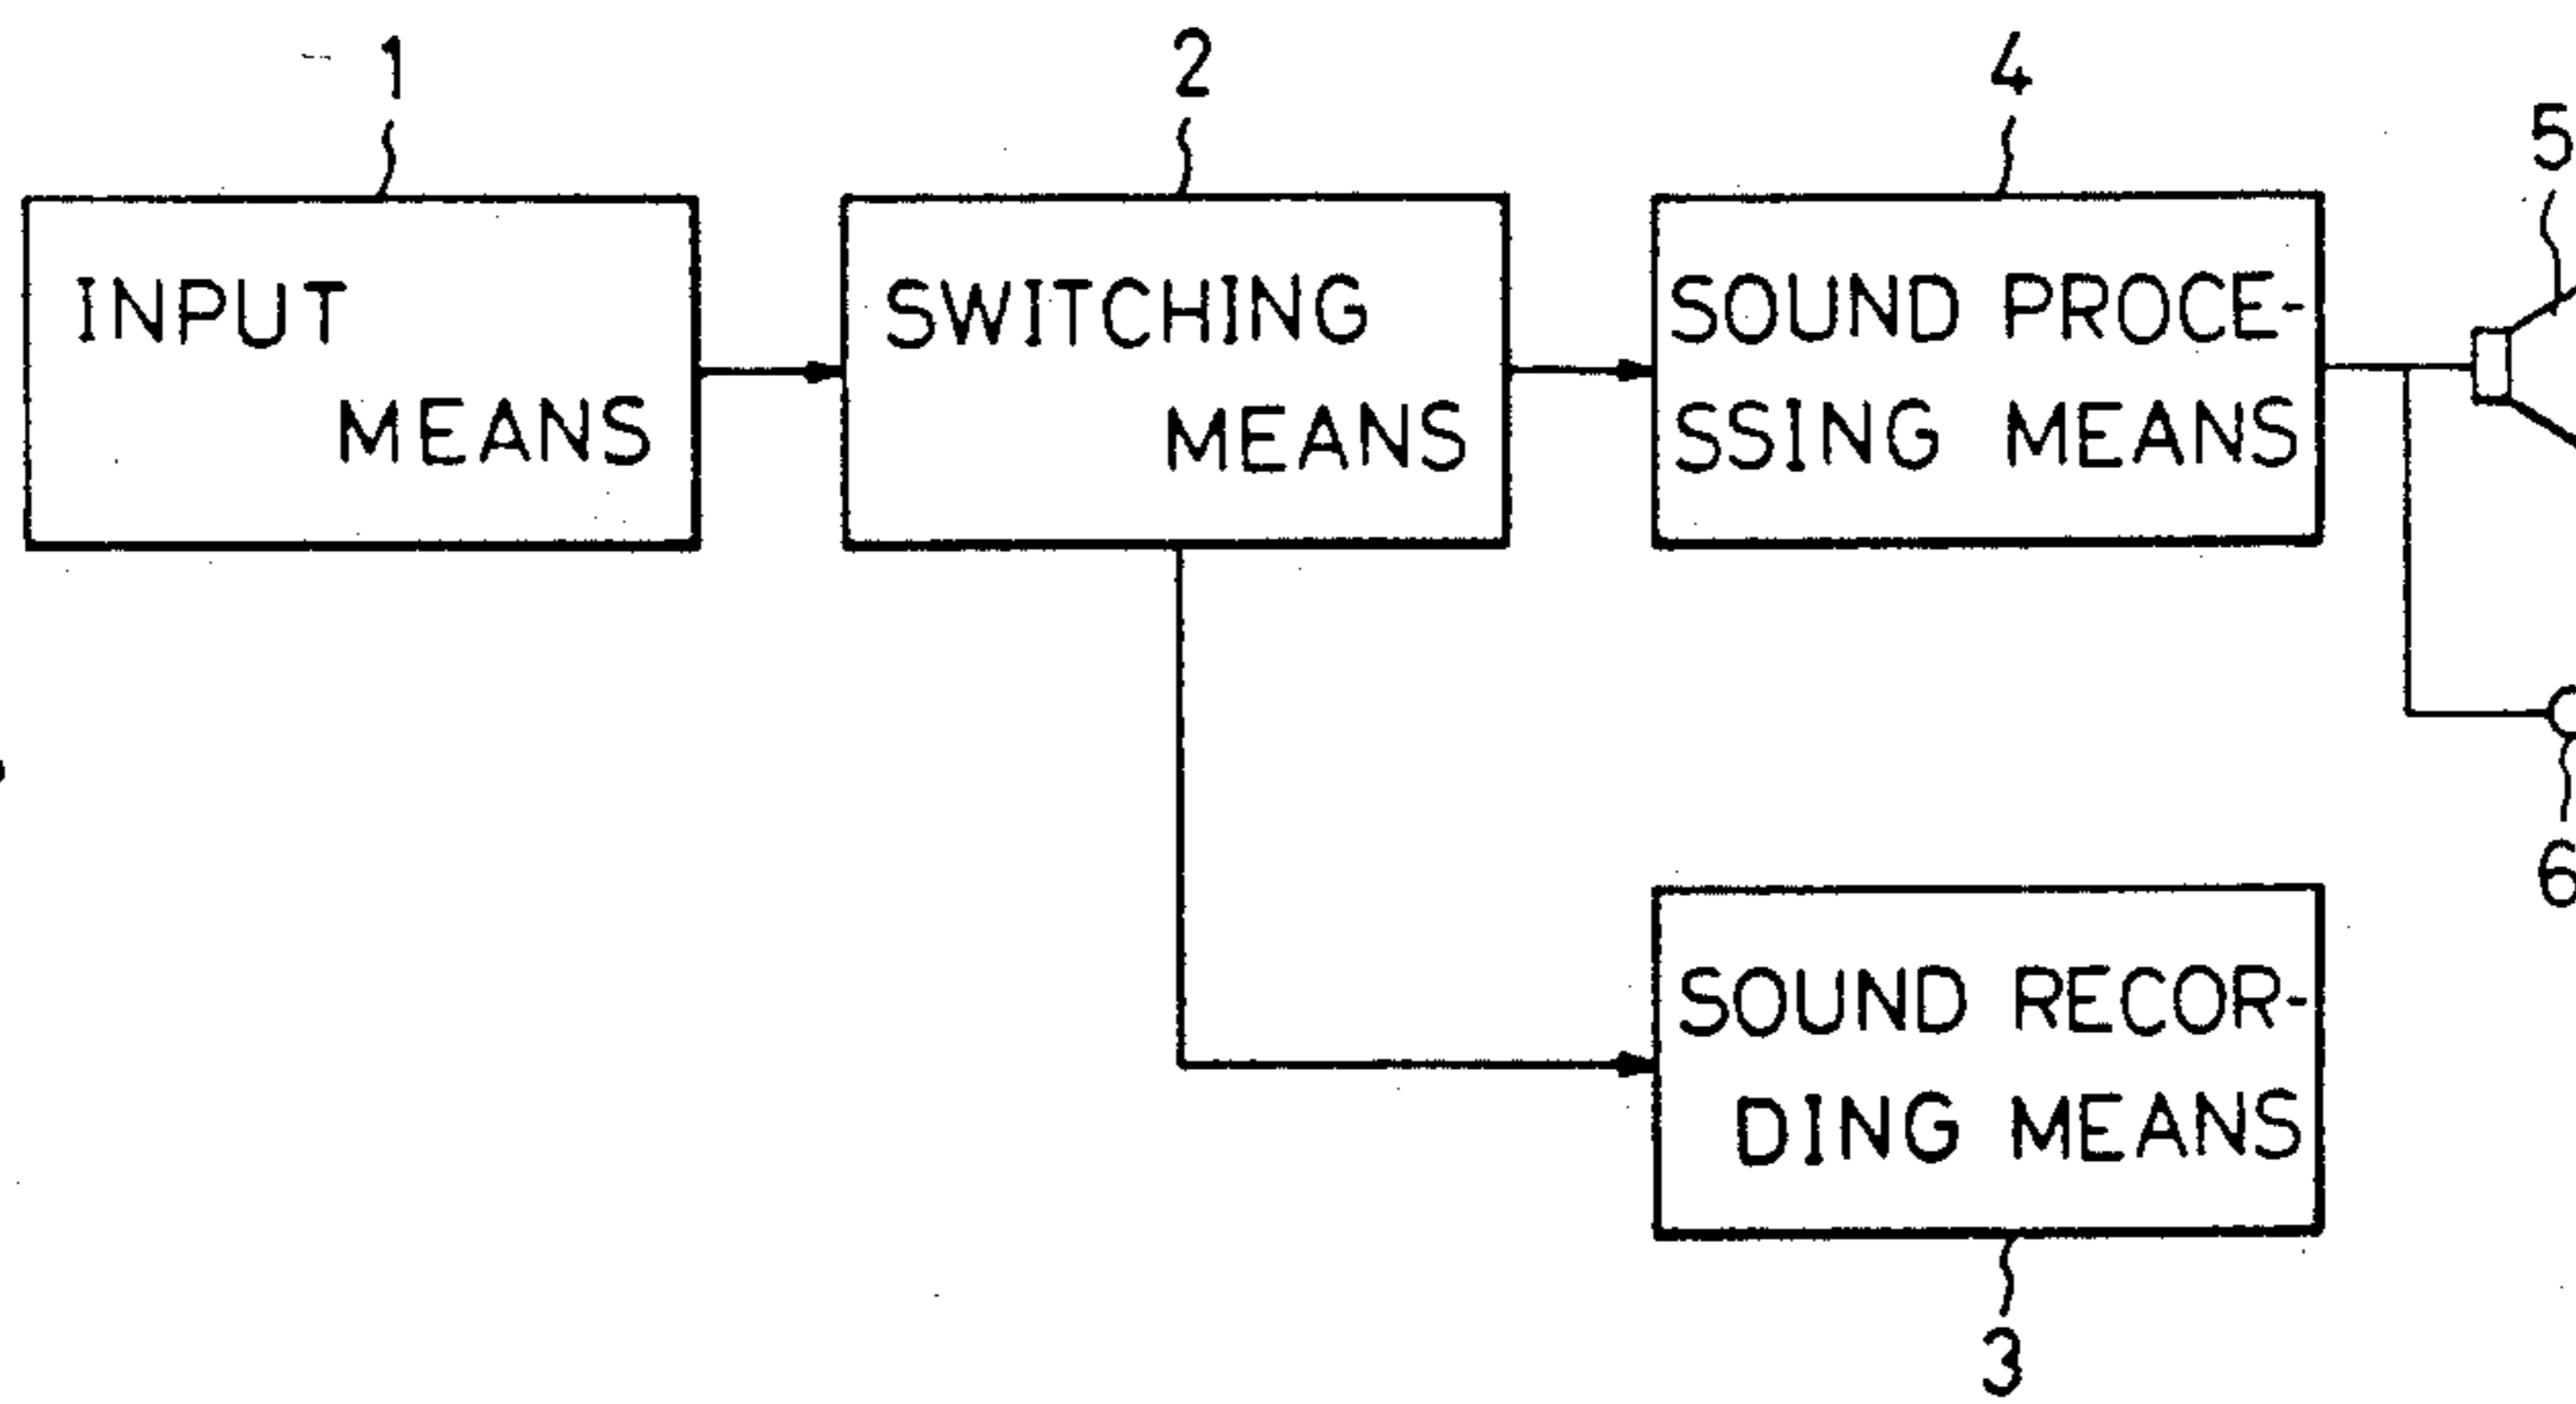 1
2
4
5
INPUT
MEANS
SWITCHING
MEANS
SOUND PROCE-
SSING MEANS
6
SOUND RECOR-
DING MEANS
3